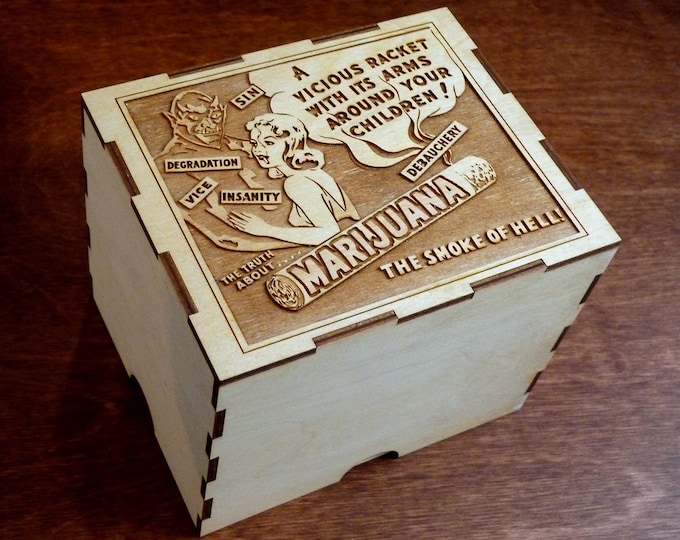 A
VICIOUS RACKET
WITH ITS ARMS
AROUND YOUR
CHILDREN!
SIN
DEGRADATION
VICE
INSANITY
DEBAUCHERY
THE TRUTH
ABOUT....
MARIJUANA
THE SMOKE OF HELL!